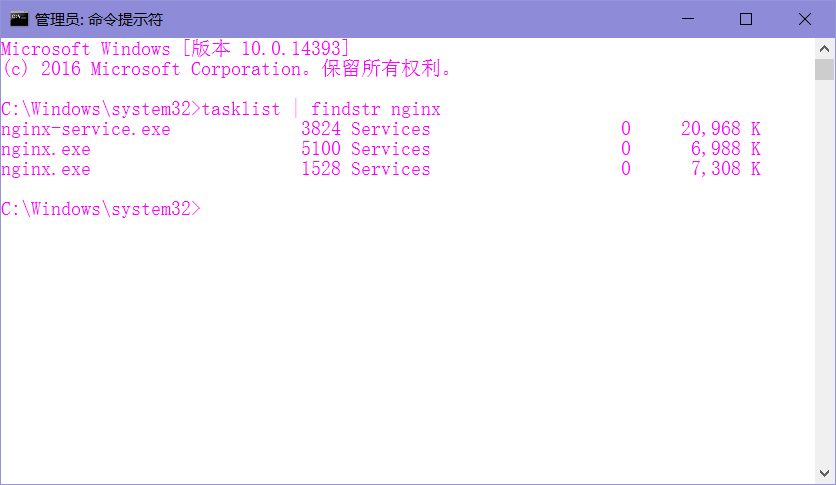 管理员: 命令提示符
Microsoft Windows [版本 10.0.14393]
(c) 2016 Microsoft Corporation。保留所有权利。
C:\Windows\system32>tasklist | findstr nginx
nginx-service.exe             3824 Services                   0     20,968 K
nginx.exe                     5100 Services                   0      6,988 K
nginx.exe                     1528 Services                   0      7,308 K
C:\Windows\system32>